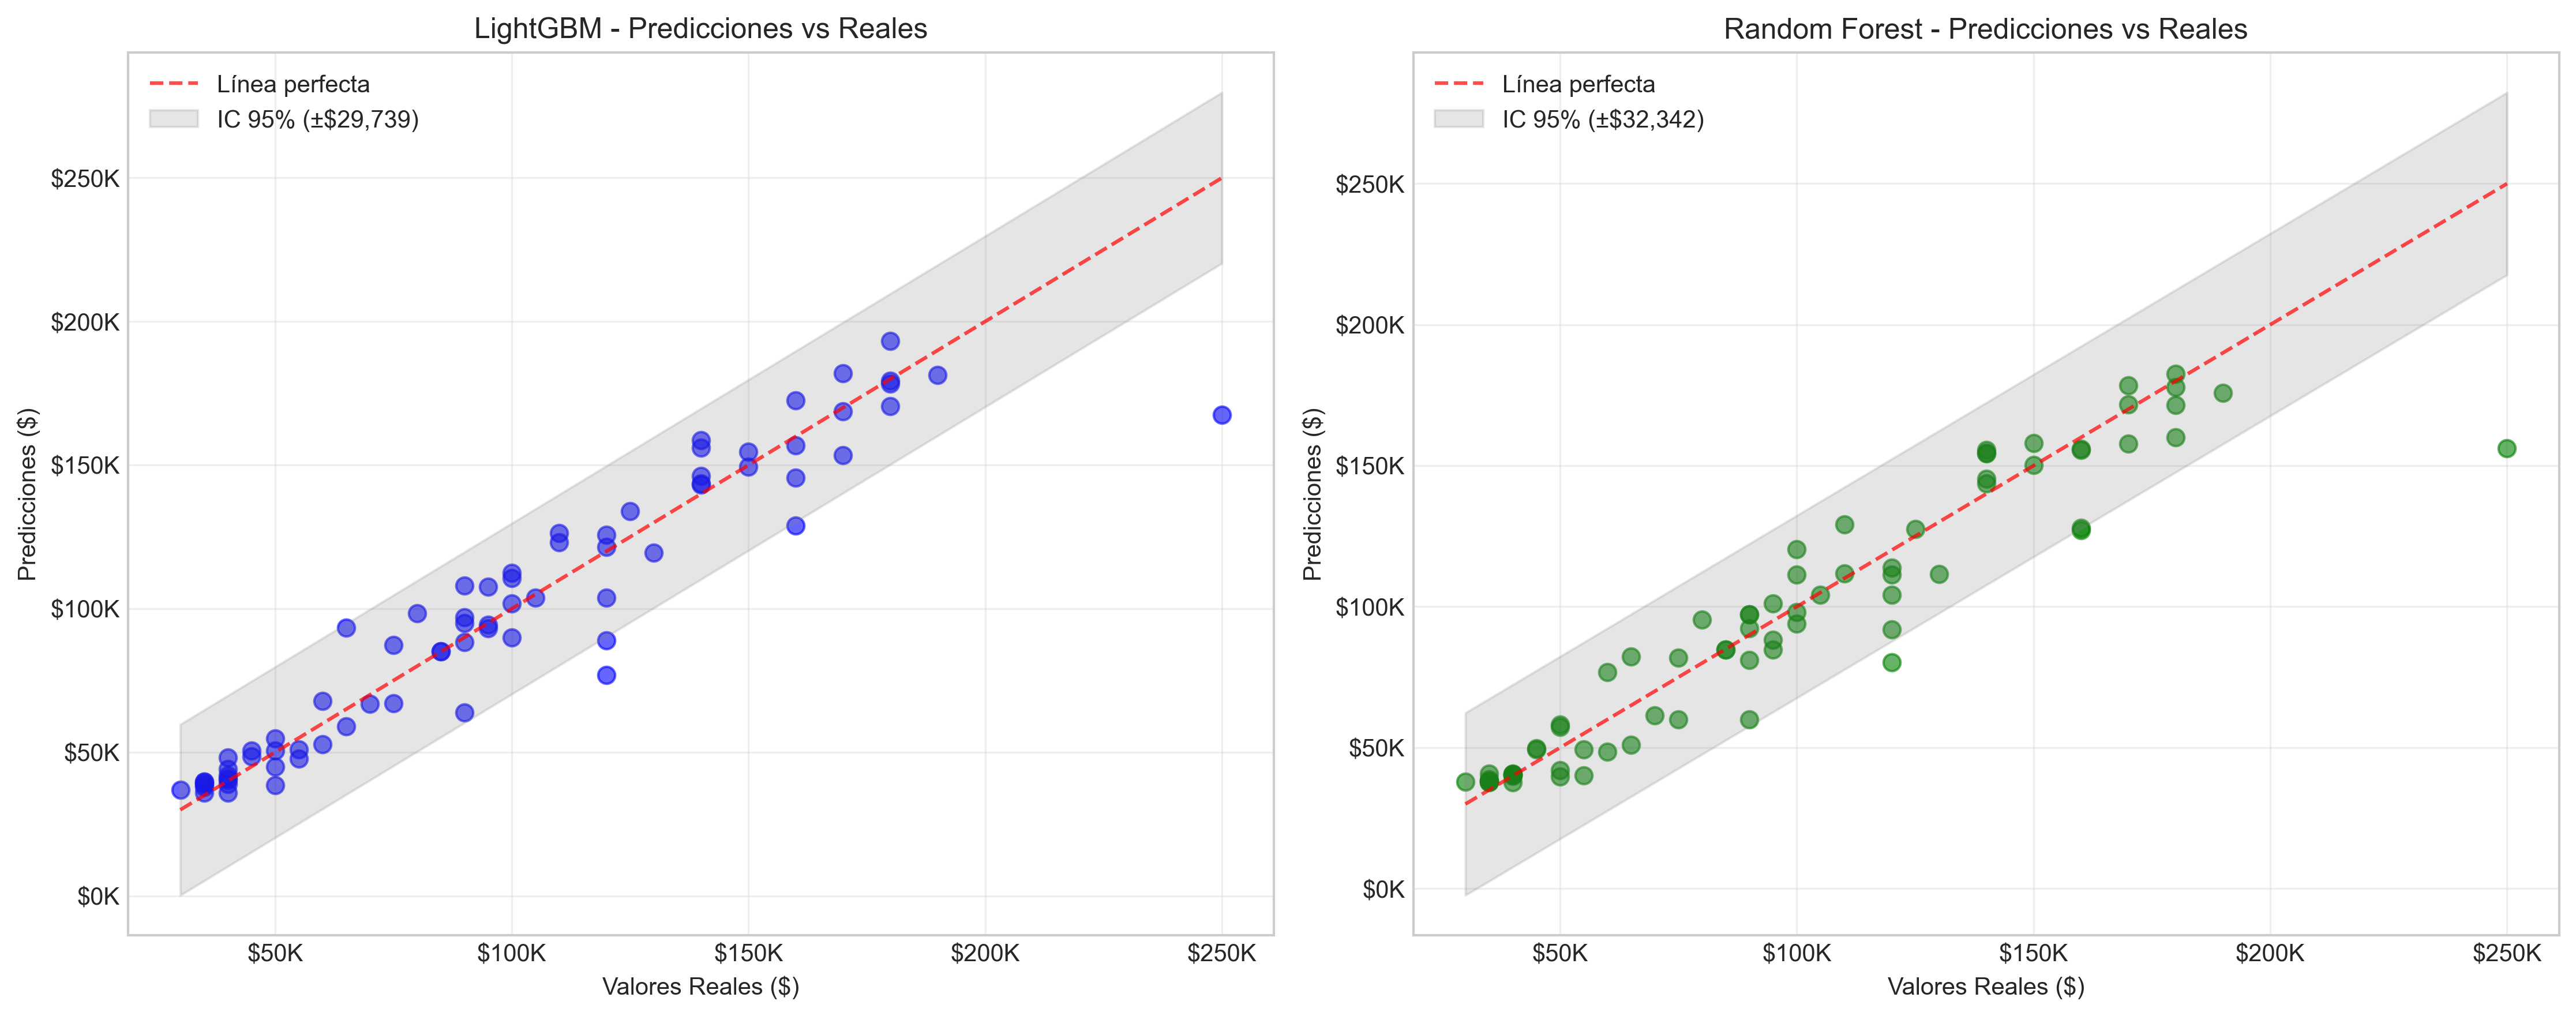 LightGBM - Predicciones vs Reales
Línea perfecta
IC 95% (±$29,739)
Predicciones ($)
$250K
$200K
$150K
$100K
$50K
$0K
$50K
$100K
$150K
$200K
$250K
Valores Reales ($)
Random Forest - Predicciones vs Reales
Línea perfecta
IC 95% (±$32,342)
Predicciones ($)
$250K
$200K
$150K
$100K
$50K
$0K
$50K
$100K
$150K
$200K
$250K
Valores Reales ($)